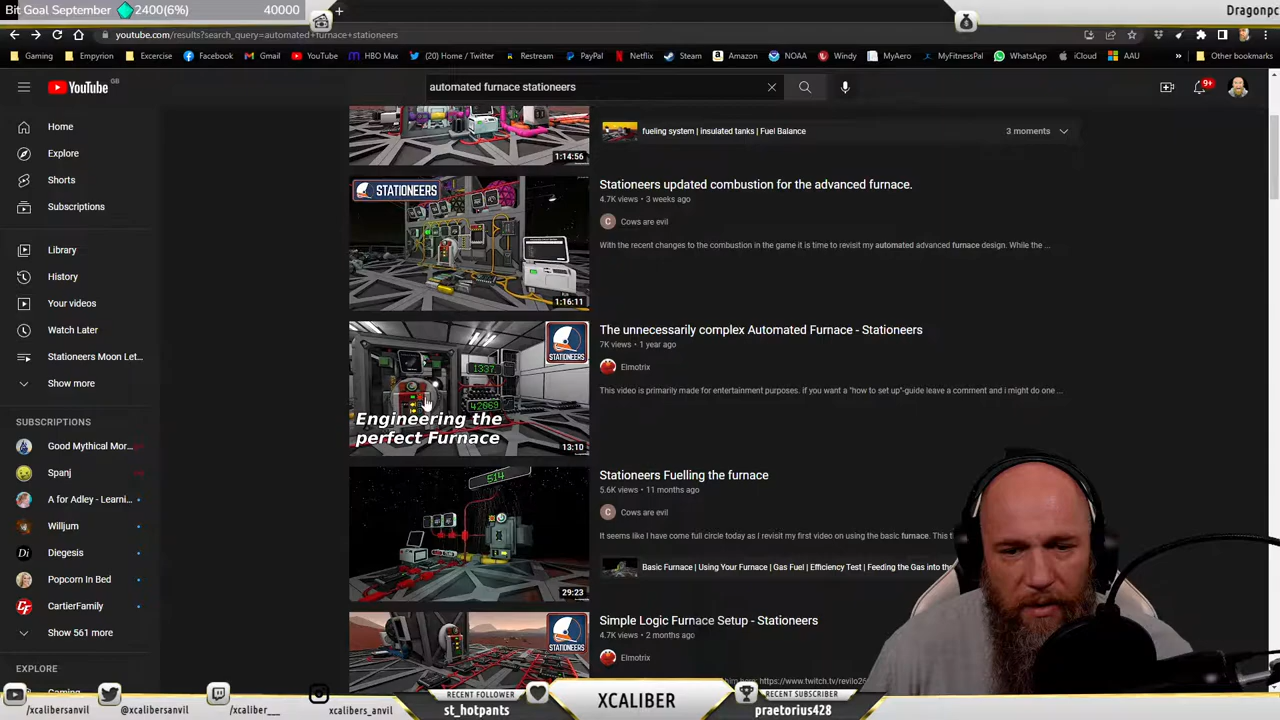 Bit Goal September 2400(6%) 40000
Dragonpc
youtube.com/results?search_query=automated+furnace+stationeers
Gaming Empyrion Excercise Facebook Gmail YouTube HBO Max (20) Home / Twitter Restream PayPal Netflix Steam Amazon NOAA Windy MyAero MyFitnessPal WhatsApp iCloud AAU Other bookmarks
YouTube GB
automated furnace stationeers
9+
Home
Explore
Shorts
Subscriptions
Library
History
Your videos
Watch Later
Stationeers Moon Let...
Show more
SUBSCRIPTIONS
Good Mythical Mor...
Spanj
A for Adley - Learni...
Willjum
Diegesis
Popcorn In Bed
CartierFamily
Show 561 more
EXPLORE
Gaming
1:14:56
fueling system | insulated tanks | Fuel Balance
3 moments
STATIONEERS
1:16:11
Stationeers updated combustion for the advanced furnace.
4.7K views • 3 weeks ago
C Cows are evil
With the recent changes to the combustion in the game it is time to revisit my automated advanced furnace design. While the ...
STATIONEERS
1337
42869
Engineering the
perfect Furnace
13:10
The unnecessarily complex Automated Furnace - Stationeers
7K views • 1 year ago
Elmotrix
This video is primarily made for entertainment purposes. if you want a "how to set up"-guide leave a comment and i might do one ...
514
29:23
Stationeers Fuelling the furnace
5.6K views • 11 months ago
C Cows are evil
It seems like I have come full circle today as I revisit my first video on using the basic furnace. This
Basic Furnace | Using Your Furnace | Gas Fuel | Efficiency Test | Feeding the Gas into the
STATIONEERS
Simple Logic Furnace Setup - Stationeers
4.7K views • 2 months ago
Elmotrix
/xcalibersanvil
@xcalibersanvil
/xcaliber___
xcalibers_anvil
RECENT FOLLOWER
st_hotpants
XCALIBER
RECENT SUBSCRIBER
praetorius428